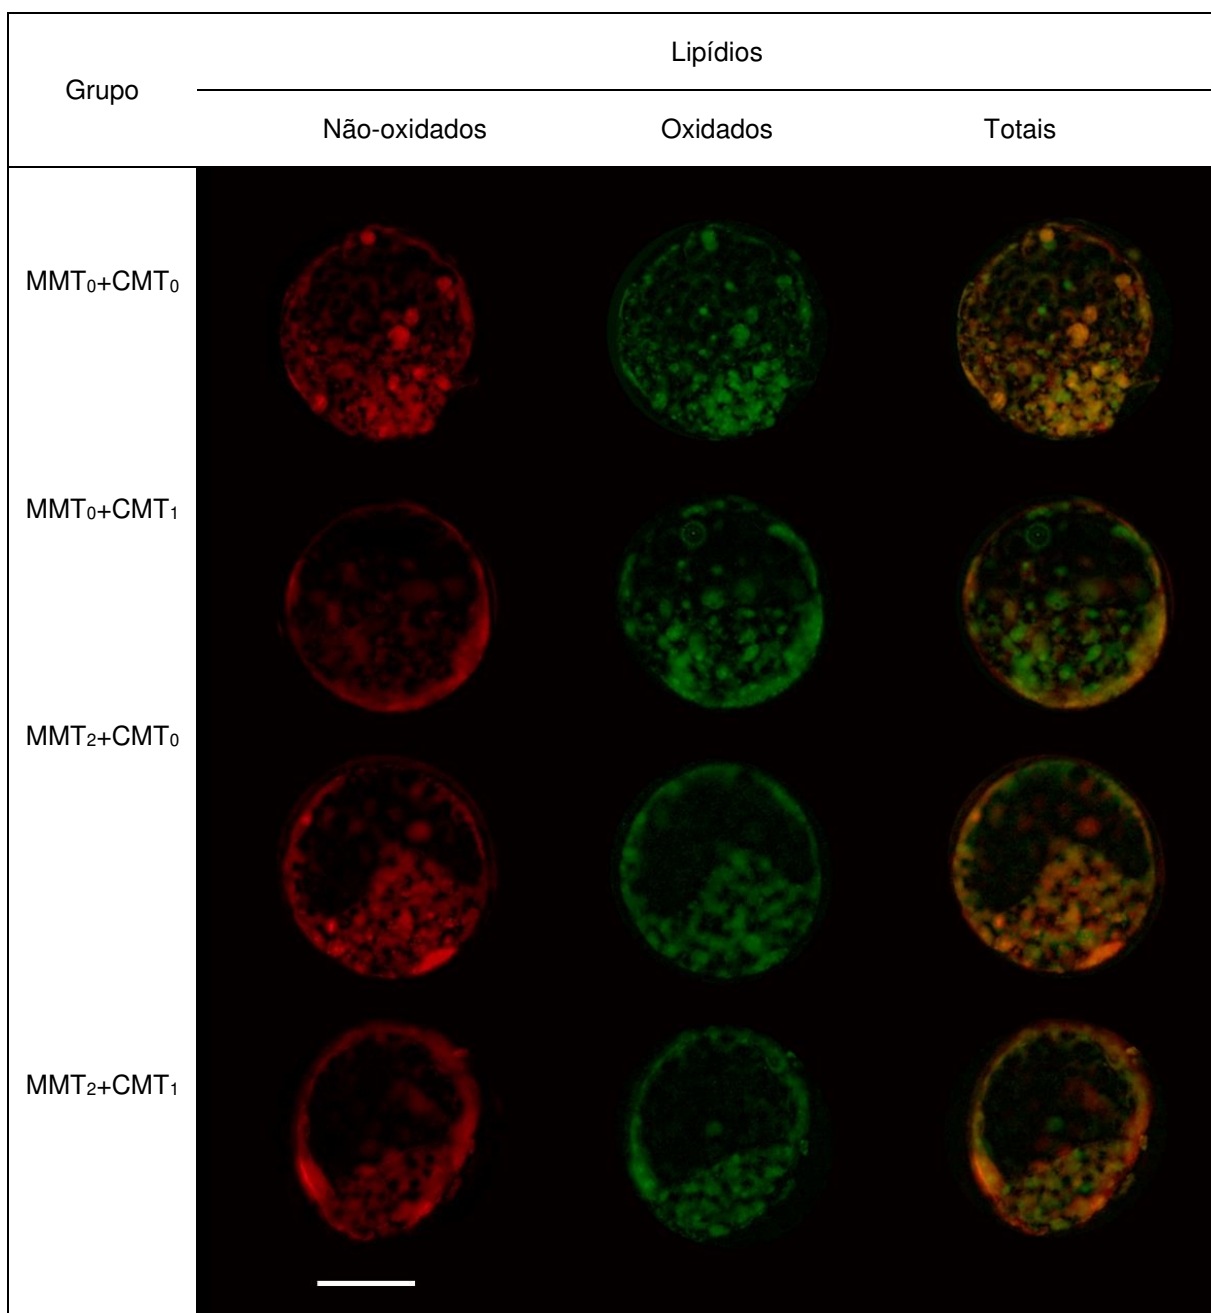 Grupo
Lipídios
Não-oxidados Oxidados Totais
MMT₀+CMT₀
MMT₀+CMT₁
MMT₂+CMT₀
MMT₂+CMT₁